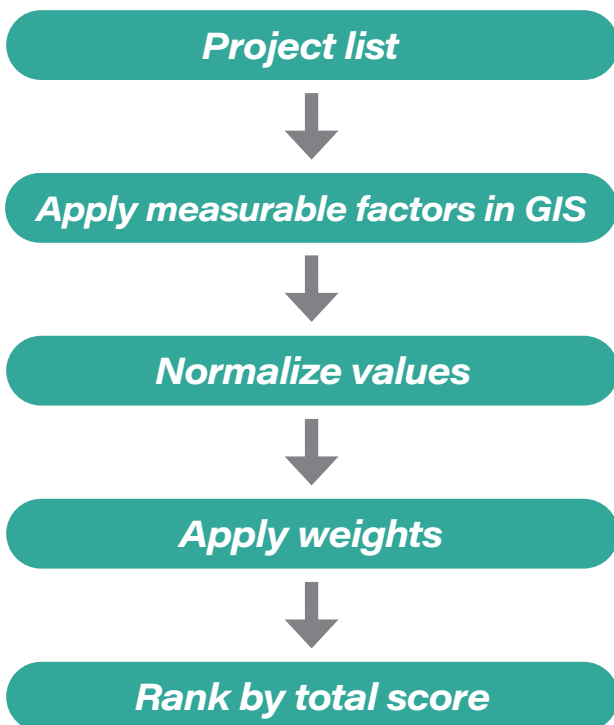 Project list
Apply measurable factors in GIS
Normalize values
Apply weights
Rank by total score